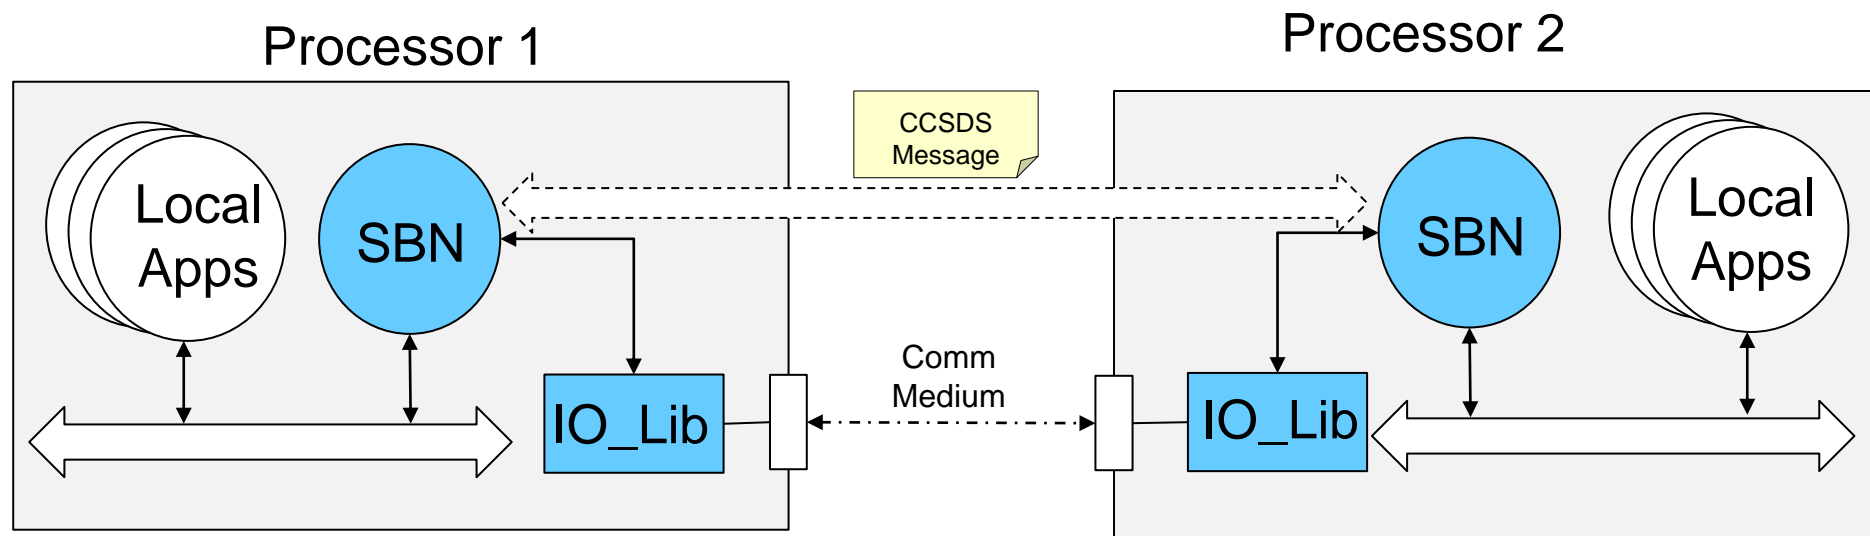 Processor 1
Processor 2
CCSDS
Message
Local
Apps
SBN
SBN
Local
Apps
Comm
Medium
IO_Lib
IO_Lib